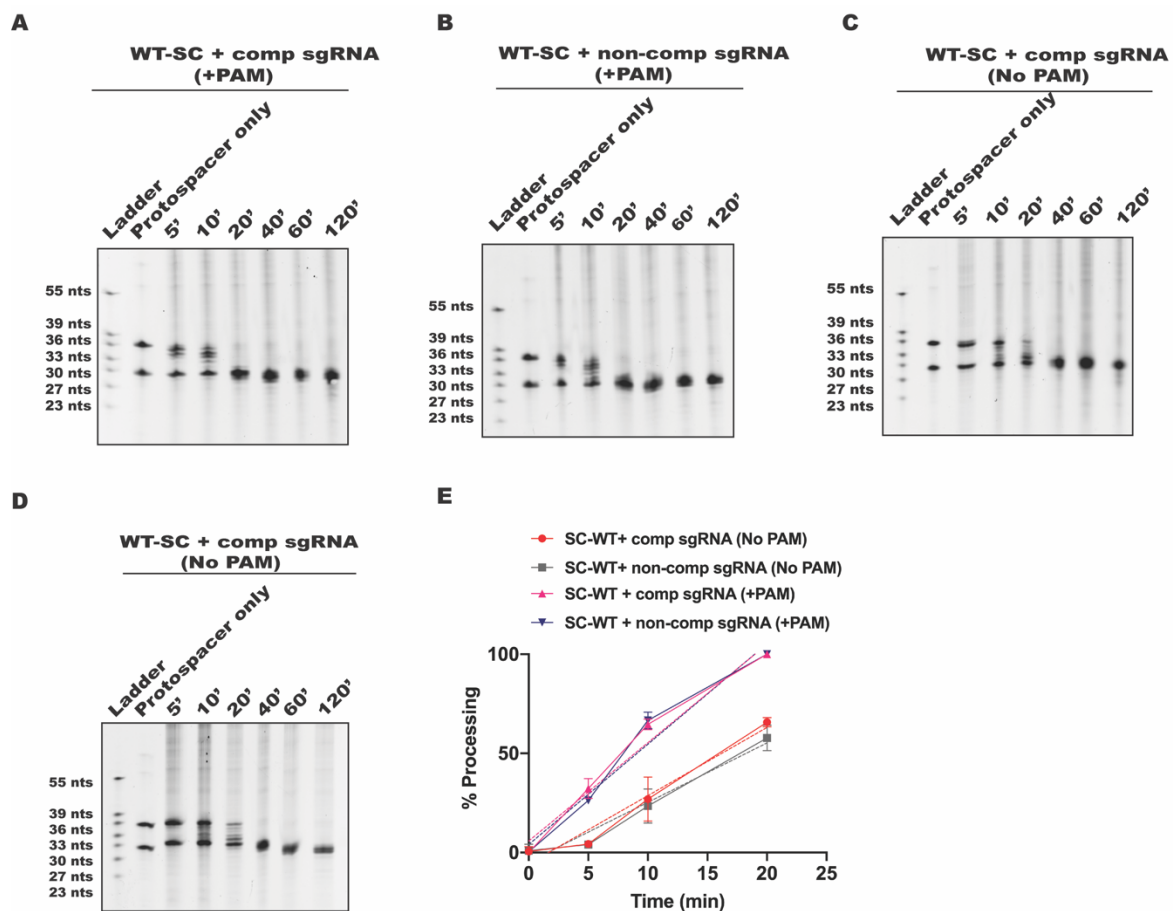 A
WT-SC + comp sgRNA
(+PAM)
Ladder
Protospacer only
5’
10’
20’
40’
60’
120’
55 nts
39 nts
36 nts
33 nts
30 nts
27 nts
23 nts
B
WT-SC + non-comp sgRNA
(+PAM)
Ladder
Protospacer only
5’
10’
20’
40’
60’
120’
55 nts
39 nts
36 nts
33 nts
30 nts
27 nts
23 nts
C
WT-SC + comp sgRNA
(No PAM)
Ladder
Protospacer only
5’
10’
20’
40’
60’
120’
55 nts
39 nts
36 nts
33 nts
30 nts
27 nts
23 nts
D
WT-SC + comp sgRNA
(No PAM)
Ladder
Protospacer only
5’
10’
20’
40’
60’
120’
55 nts
39 nts
36 nts
33 nts
30 nts
27 nts
23 nts
E
SC-WT+ comp sgRNA (No PAM)
SC-WT+ non-comp sgRNA (No PAM)
SC-WT + comp sgRNA (+PAM)
SC-WT + non-comp sgRNA (+PAM)
100
50
0
% Processing
0 5 10 15 20 25
Time (min)